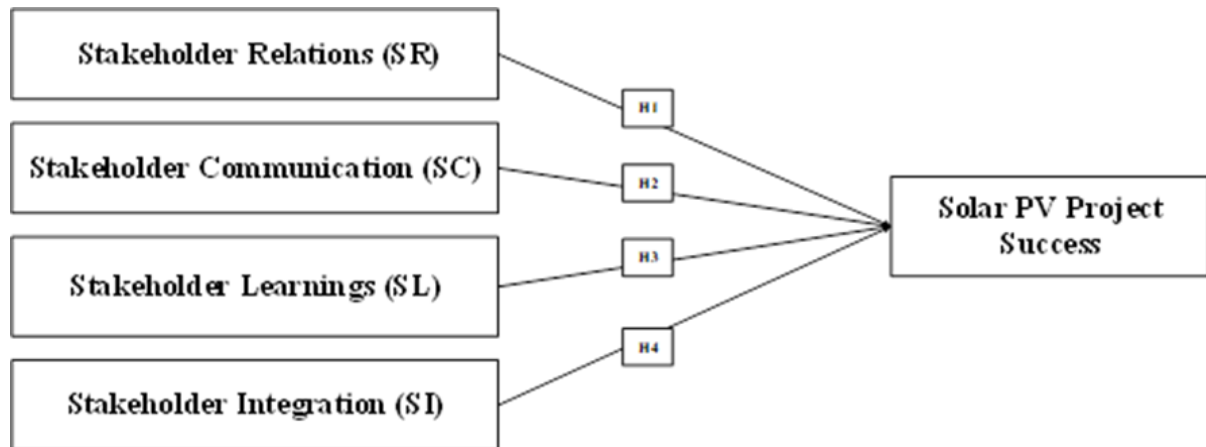 Stakeholder Relations (SR)
H1
Stakeholder Communication (SC)
H2
Solar PV Project
Success
H3
Stakeholder Learnings (SL)
H4
Stakeholder Integration (SI)